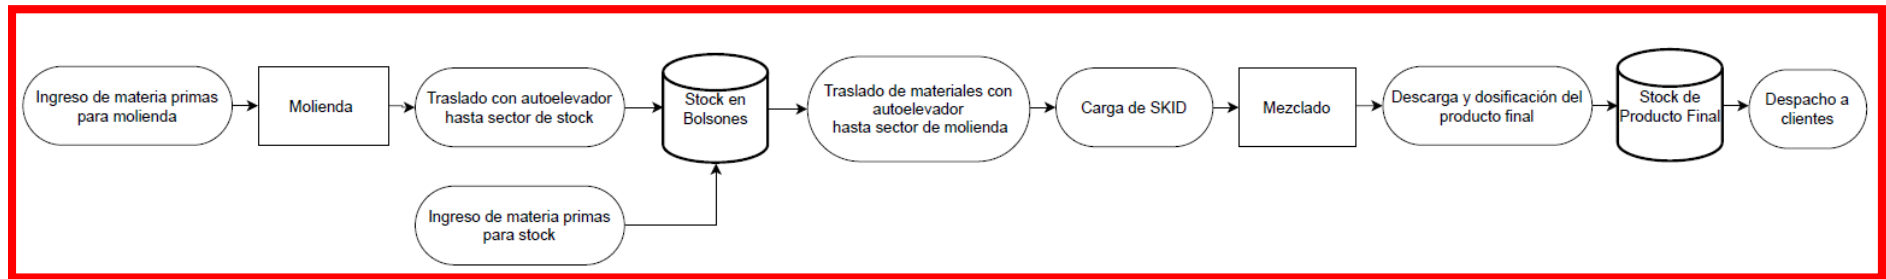 Ingreso de materia primas
para molienda
Molienda
Traslado con autoelevador
hasta sector de stock
Stock en
Bolsones
Traslado de materiales con
autoelevador
hasta sector de molienda
Carga de SKID
Mezclado
Descarga y dosificación del
producto final
Stock de
Producto Final
Despacho a
clientes
Ingreso de materia primas
para stock